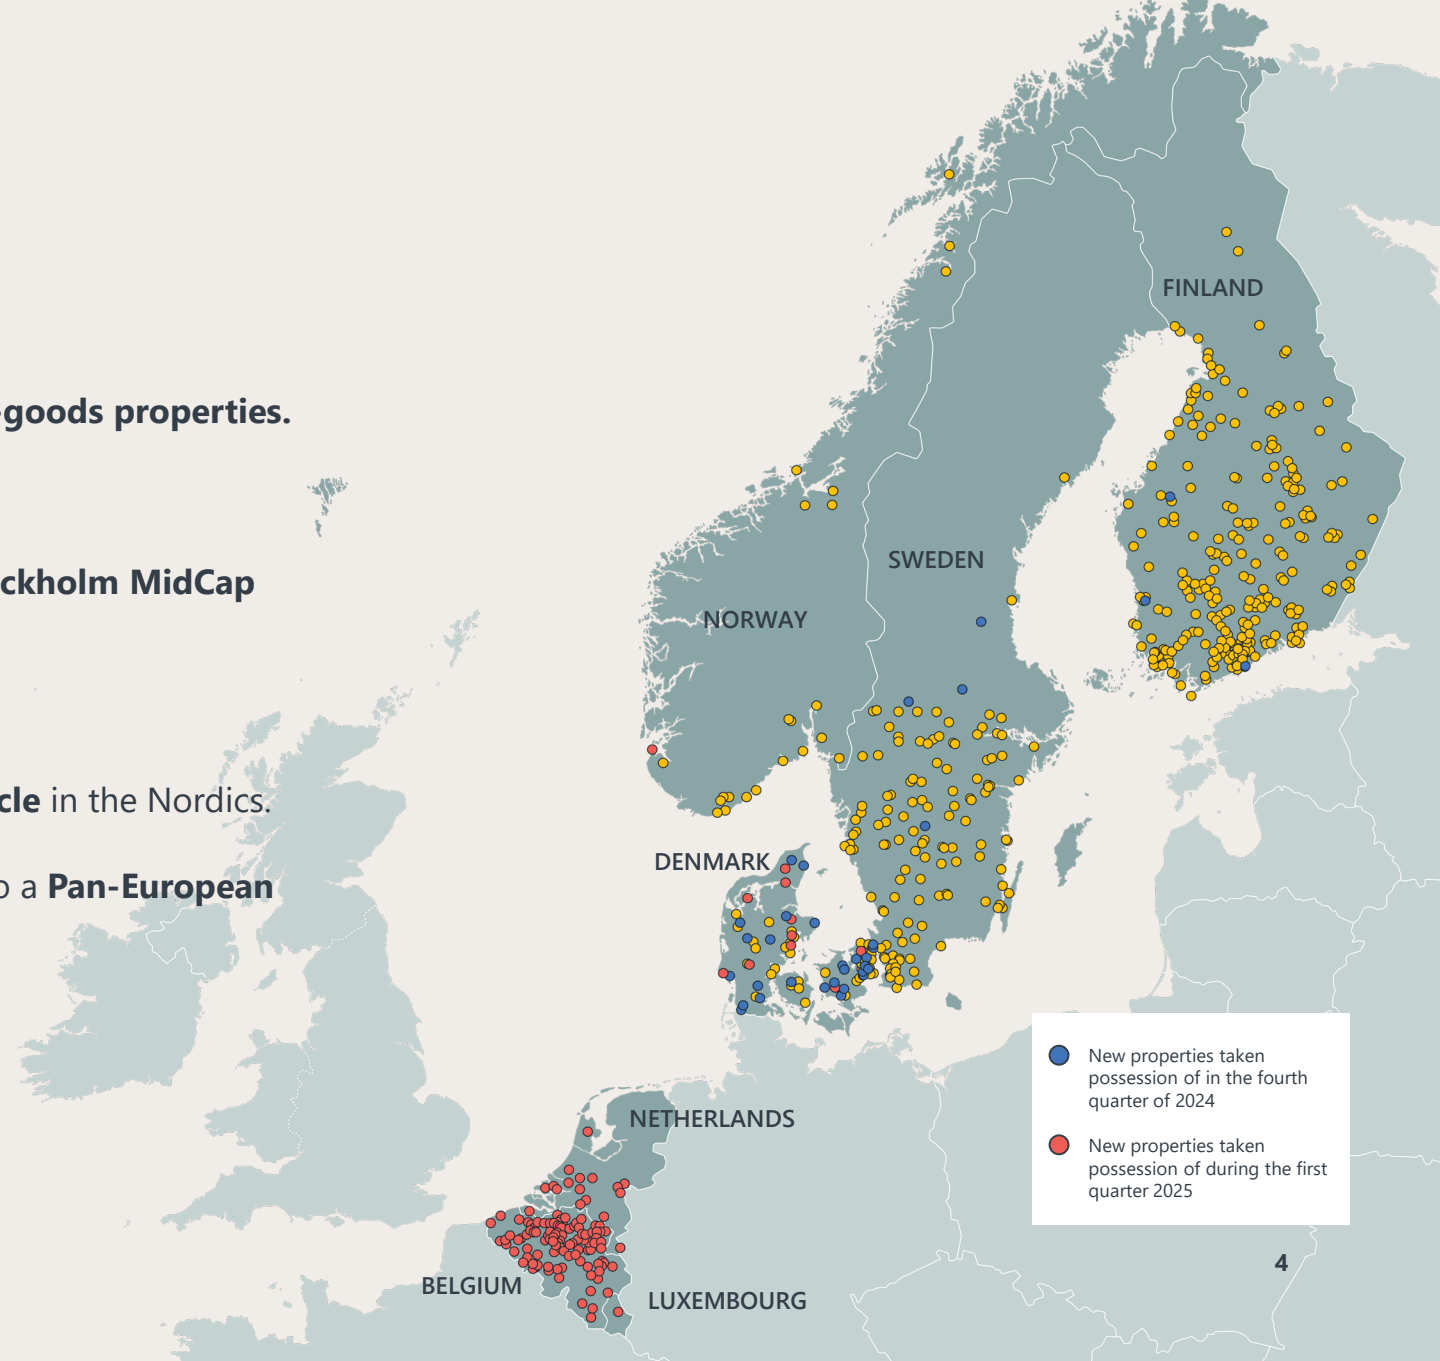 -goods properties.
ckholm MidCap
cle in the Nordics.
o a Pan-European
FINLAND
SWEDEN
NORWAY
DENMARK
NETHERLANDS
BELGIUM
LUXEMBOURG
New properties taken
possession of in the fourth
quarter of 2024
New properties taken
possession of during the first
quarter 2025
4